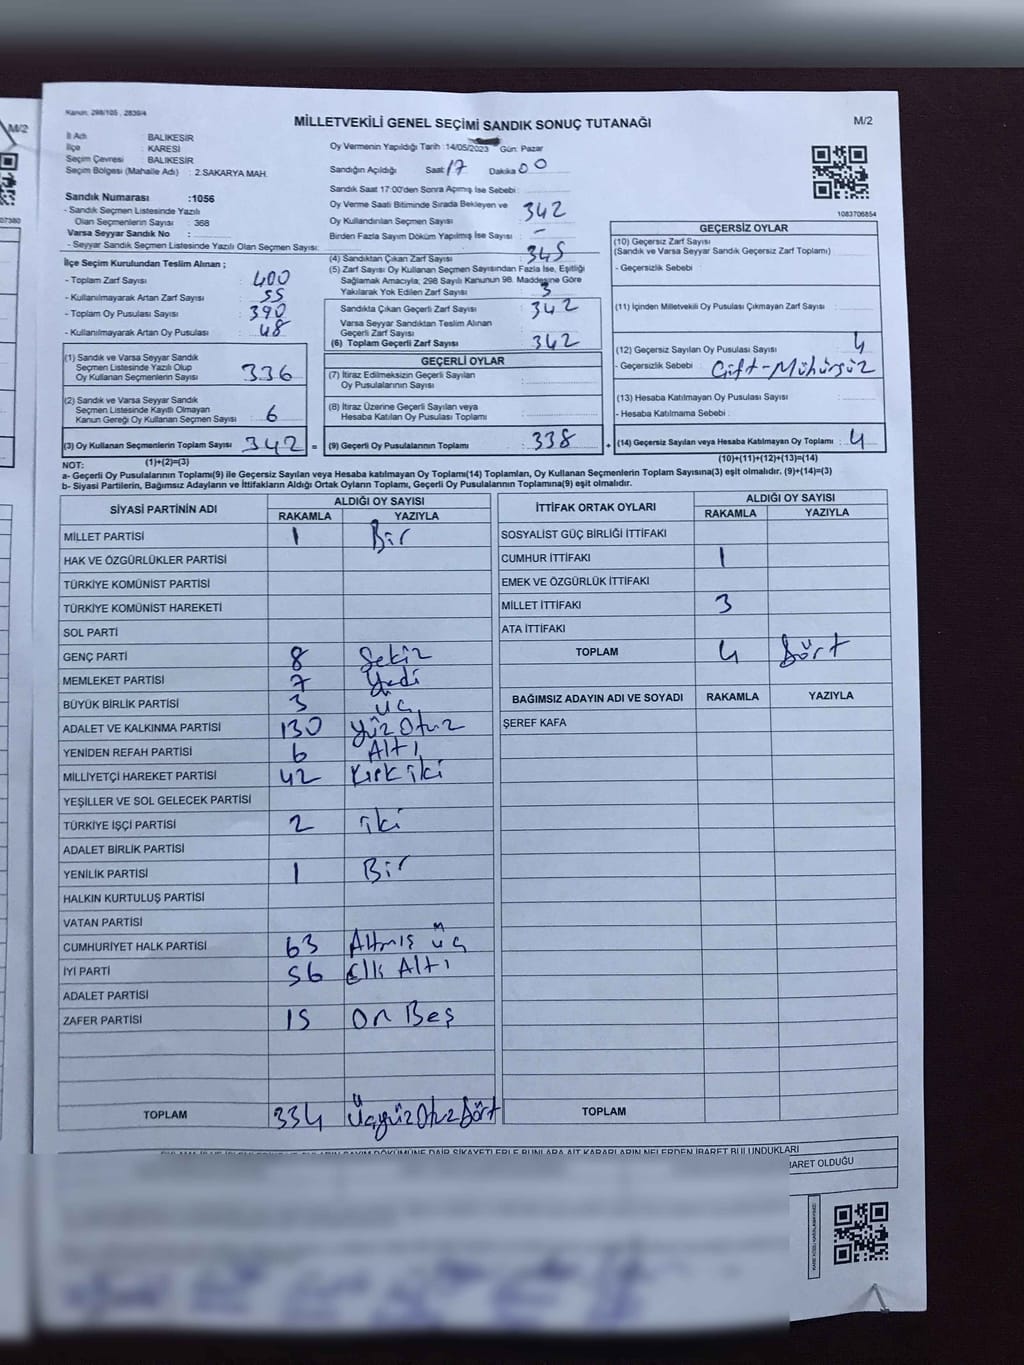 Kanun: 298/105 , 2839/4
MİLLETVEKİLİ GENEL SEÇİMİ SANDIK SONUÇ TUTANAĞI
M/2
M/2
İl Adı : BALIKESİR
İlçe : KARESİ
Seçim Çevresi : BALIKESİR
Seçim Bölgesi (Mahalle Adı) : 2.SAKARYA MAH.
Sandık Numarası :1056
- Sandık Seçmen Listesinde Yazılı
Olan Seçmenlerin Sayısı : 368
Varsa Seyyar Sandık No :
- Seyyar Sandık Seçmen Listesinde Yazılı Olan Seçmen Sayısı:
Oy Vermenin Yapıldığı Tarih :14/05/2023 Gün: Pazar
Sandığın Açıldığı Saat: 17 Dakika 00
Sandık Saat 17:00'den Sonra Açımış İse Sebebi :
Oy Verme Saati Bitiminde Sırada Bekleyen ve
Oy Kullandırılan Seçmen Sayısı 342
Birden Fazla Sayım Döküm Yapılmış İse Sayısı : -
1083706854
07380
İlçe Seçim Kurulundan Teslim Alınan ;
- Toplam Zarf Sayısı : 400
- Kullanılmayarak Artan Zarf Sayısı : 55
- Toplam Oy Pusulası Sayısı : 390
- Kullanılmayarak Artan Oy Pusulası : 48
(1) Sandık ve Varsa Seyyar Sandık
Seçmen Listesinde Yazılı Olup
Oy Kullanan Seçmenlerin Sayısı : 336
(2) Sandık ve Varsa Seyyar Sandık
Seçmen Listesinde Kayıtlı Olmayan
Kanun Gereği Oy Kullanan Seçmen Sayısı : 6
(3) Oy Kullanan Seçmenlerin Toplam Sayısı : 342 =
(1)+(2)=(3)
(4) Sandıktan Çıkan Zarf Sayısı : 345
(5) Zarf Sayısı Oy Kullanan Seçmen Sayısından Fazla İse, Eşitliği
Sağlamak Amacıyla; 298 Sayılı Kanunun 98. Maddesine Göre
Yakılarak Yok Edilen Zarf Sayısı : 3
Sandıkta Çıkan Geçerli Zarf Sayısı : 342
Varsa Seyyar Sandıktan Teslim Alınan
Geçerli Zarf Sayısı
(6) Toplam Geçerli Zarf Sayısı : 342
GEÇERLİ OYLAR
(7) İtiraz Edilmeksizin Geçerli Sayılan
Oy Pusulalarının Sayısı :
(8) İtiraz Üzerine Geçerli Sayılan veya
Hesaba Katılan Oy Pusulası Toplamı :
(9) Geçerli Oy Pusulalarının Toplamı : 338 +
GEÇERSİZ OYLAR
(10) Geçersiz Zarf Sayısı
(Sandık ve Varsa Seyyar Sandık Geçersiz Zarf Toplamı) :
- Geçersizlik Sebebi :
(11) İçinden Milletvekili Oy Pusulası Çıkmayan Zarf Sayısı :
(12) Geçersiz Sayılan Oy Pusulası Sayısı : 4
- Geçersizlik Sebebi : Çift-Mühürsüz
(13) Hesaba Katılmayan Oy Pusulası Sayısı :
- Hesaba Katılmama Sebebi :
(14) Geçersiz Sayılan veya Hesaba Katılmayan Oy Toplamı : 4
(10)+(11)+(12)+(13)=(14)
NOT:
a- Geçerli Oy Pusulalarının Toplamı(9) ile Geçersiz Sayılan veya Hesaba katılmayan Oy Toplamı(14) Toplamları, Oy Kullanan Seçmenlerin Toplam Sayısına(3) eşit olmalıdır. (9)+(14)=(3)
b- Siyasi Partilerin, Bağımsız Adayların ve İttifakların Aldığı Ortak Oyların Toplamı, Geçerli Oy Pusulalarının Toplamına(9) eşit olmalıdır.
SİYASİ PARTİNİN ADI ALDIĞI OY SAYISI
RAKAMLA YAZIYLA
MİLLET PARTİSİ 1 Bir
HAK VE ÖZGÜRLÜKLER PARTİSİ
TÜRKİYE KOMÜNİST PARTİSİ
TÜRKİYE KOMÜNİST HAREKETİ
SOL PARTİ
GENÇ PARTİ 8 Sekiz
MEMLEKET PARTİSİ 7 Yedi
BÜYÜK BİRLİK PARTİSİ 3 üç
ADALET VE KALKINMA PARTİSİ 130 Yüz Otuz
YENİDEN REFAH PARTİSİ 6 Altı
MİLLİYETÇİ HAREKET PARTİSİ 42 Kırk iki
YEŞİLLER VE SOL GELECEK PARTİSİ
TÜRKİYE İŞÇİ PARTİSİ 2 iki
ADALET BİRLİK PARTİSİ
YENİLİK PARTİSİ 1 Bir
HALKIN KURTULUŞ PARTİSİ
VATAN PARTİSİ
CUMHURİYET HALK PARTİSİ 63 Altmış üç
İYİ PARTİ 56 Elli Altı
ADALET PARTİSİ
ZAFER PARTİSİ 15 On Beş
TOPLAM 334 Üçyüz Otuz Dört
İTTİFAK ORTAK OYLARI ALDIĞI OY SAYISI
RAKAMLA YAZIYLA
SOSYALİST GÜÇ BİRLİĞİ İTTİFAKI
CUMHUR İTTİFAKI 1
EMEK VE ÖZGÜRLÜK İTTİFAKI
MİLLET İTTİFAKI 3
ATA İTTİFAKI
TOPLAM 4 Dört
BAĞIMSIZ ADAYIN ADI VE SOYADI RAKAMLA YAZIYLA
ŞEREF KAFA
TOPLAM
DÖKÜMÜNE DAİR ŞİKAYETLERLE BUNLARA AİT KARARLARIN NELERDEN İBARET BULUNDUKLARI
BARET OLDUĞU